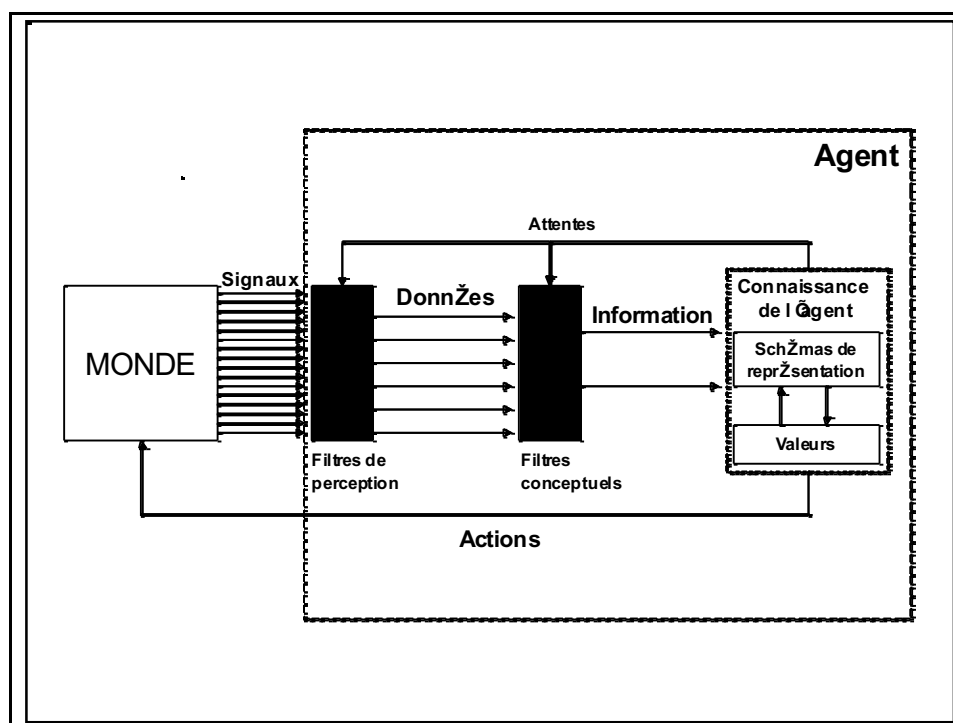 Agent
Attentes
Signaux
MONDE
DonnŽes
Information
Connaissance
de l Õagent
SchŽmas de
reprŽsentation
Valeurs
Filtres de
perception
Filtres
conceptuels
Actions